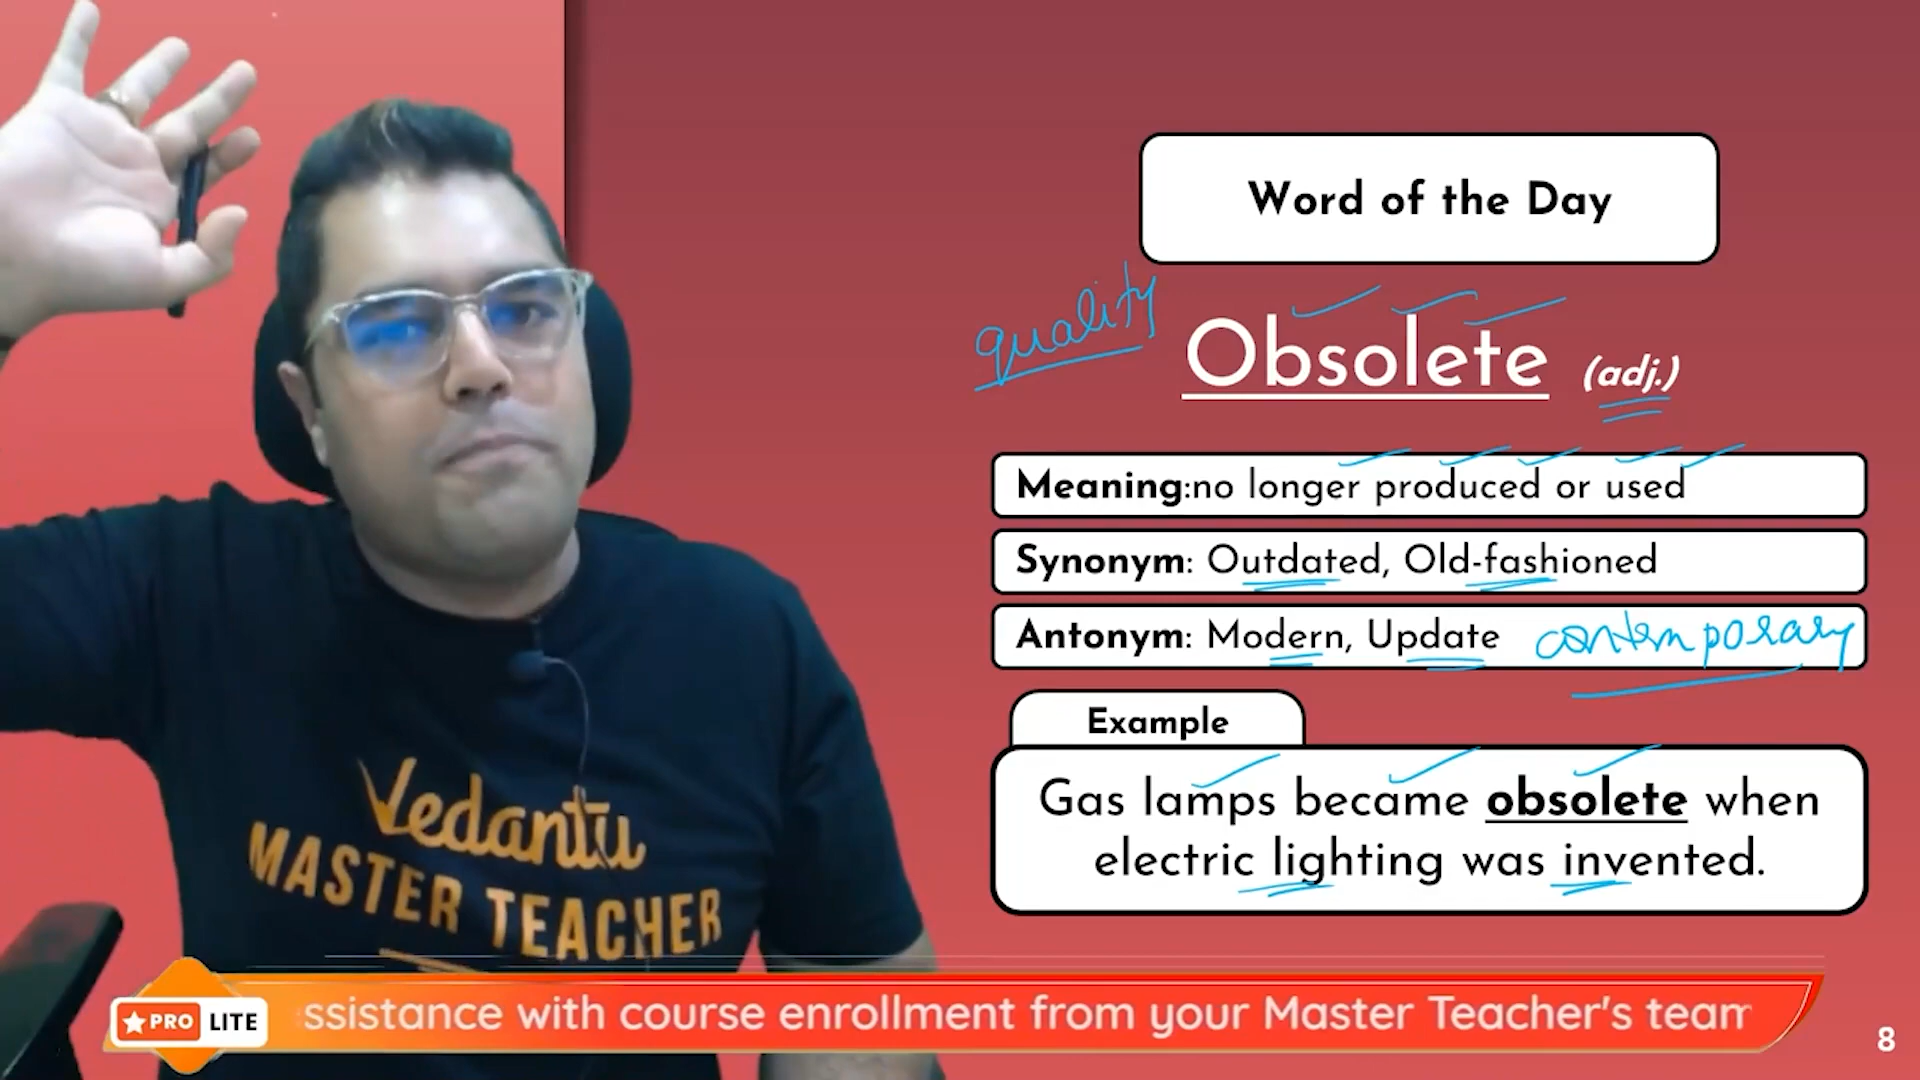 Word of the Day
quality
Obsolete (adj.)
Meaning:no longer produced or used
Synonym: Outdated, Old-fashioned
Antonym: Modern, Update contemporary
Example
Gas lamps became obsolete when
electric lighting was invented.
Vedantu
MASTER TEACHER
PRO LITE
ssistance with course enrollment from your Master Teacher's team
8